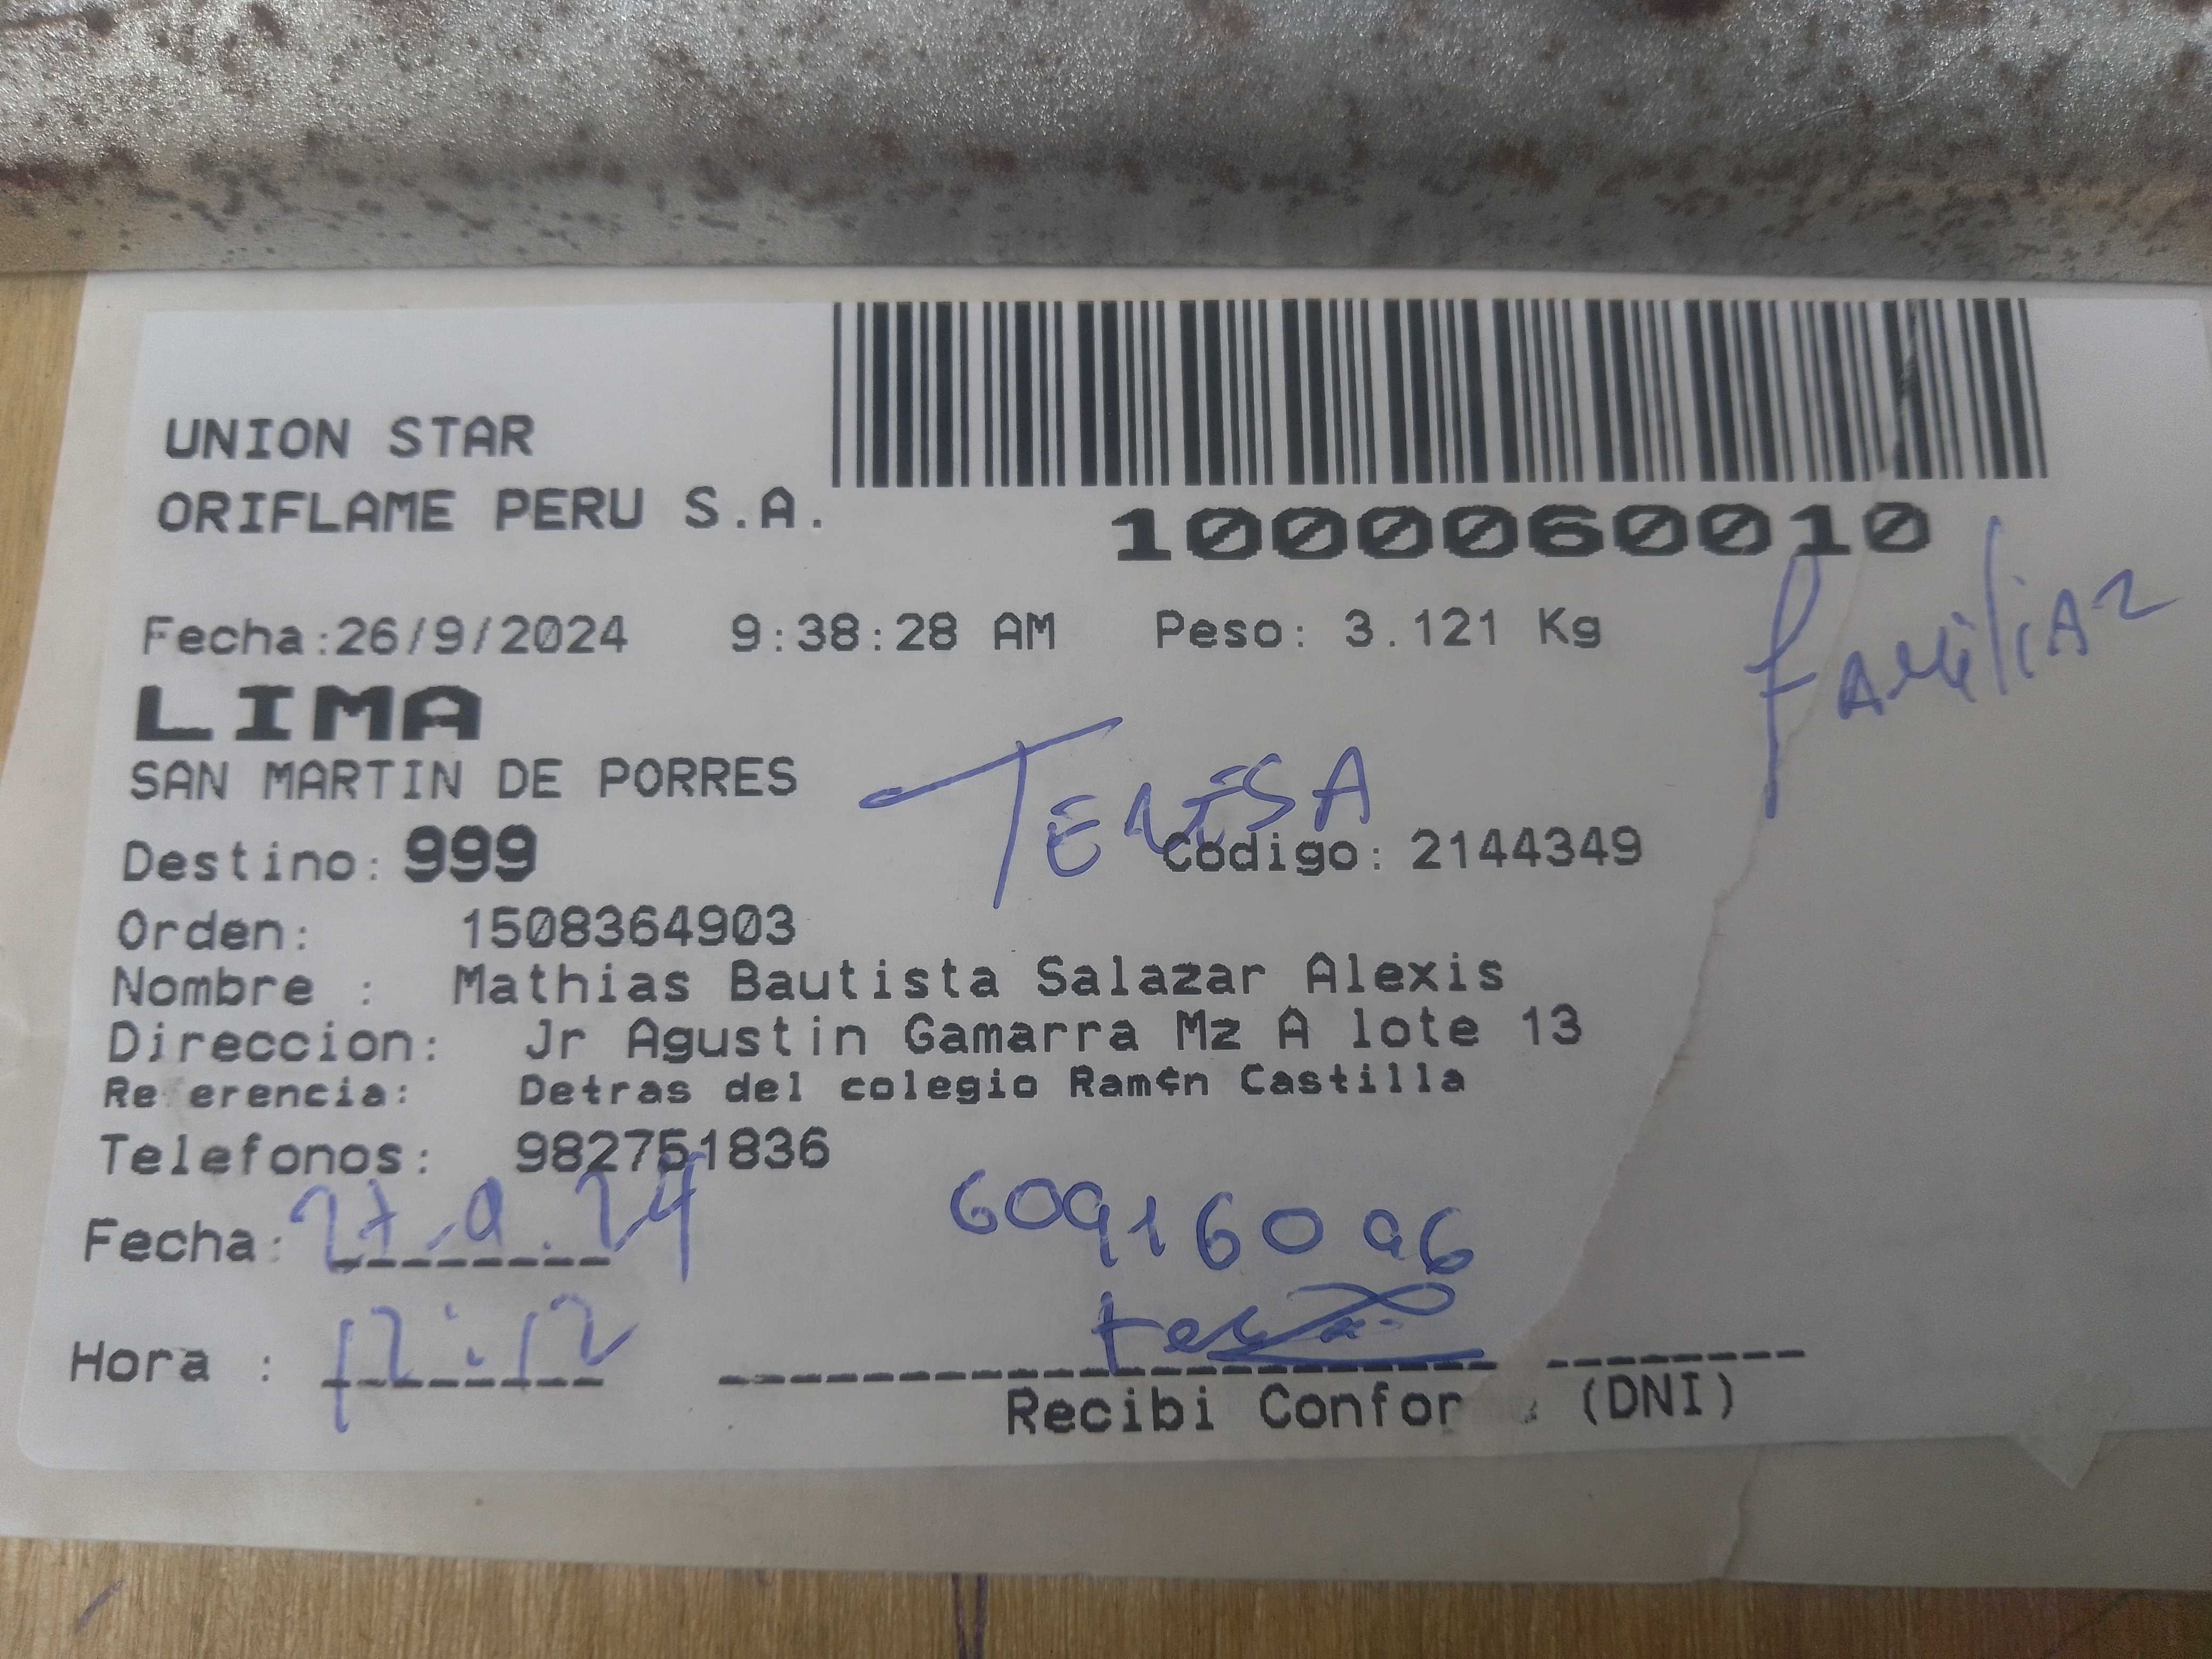 UNION STAR
ORIFLAME PERU S.A.
1000060010
Fecha:26/9/2024 9:38:28 AM Peso: 3.121 Kg
familiar
LIMA
SAN MARTIN DE PORRES
TERESA
Destino: 999 Codigo: 2144349
Orden: 1508364903
Nombre : Mathias Bautista Salazar Alexis
Direccion: Jr Agustin Gamarra Mz A lote 13
Re erencia: Detras del colegio Ram¢n Castilla
Telefonos: 982751836
Fecha: 27.9.24 60916096
Hora : 12:12
Recibi Confor (DNI)